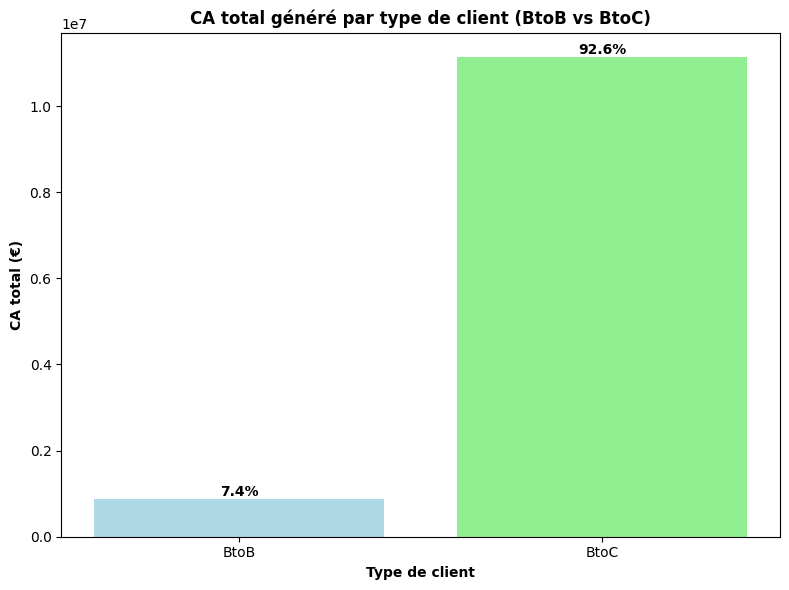 CA total généré par type de client (BtoB vs BtoC)
1e7
92.6%
1.0
0.8
0.6
0.4
0.2
0.0
CA total (€)
7.4%
BtoB
BtoC
Type de client